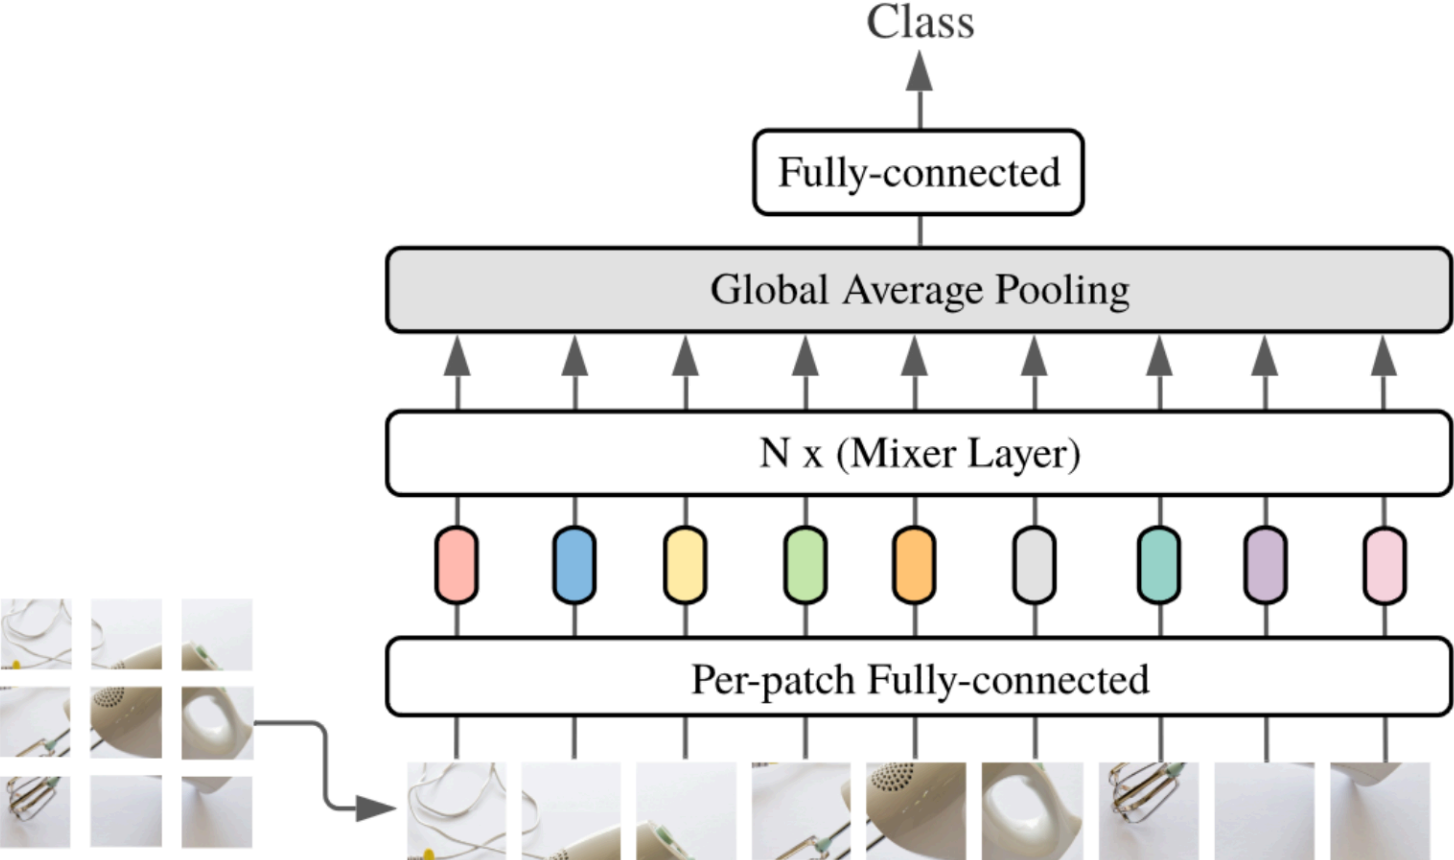 Class
Fully-connected
Global Average Pooling
N x (Mixer Layer)
Per-patch Fully-connected